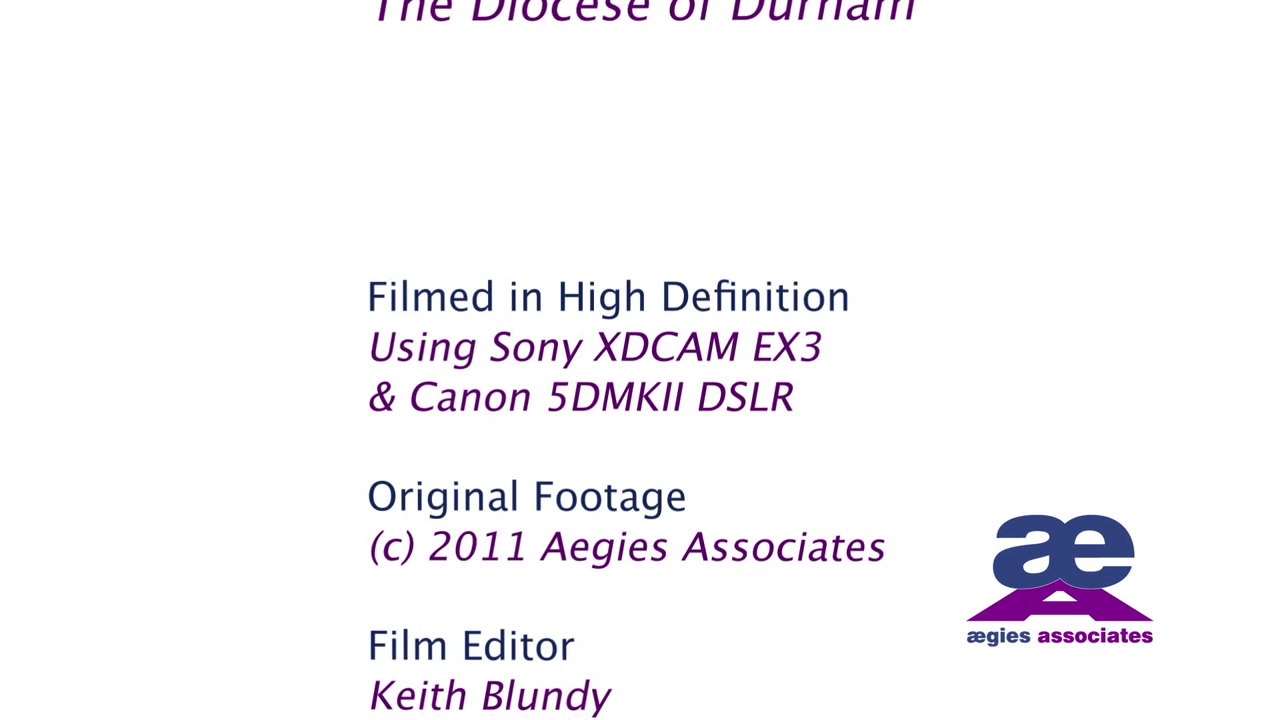 The Diocese of Durham
Filmed in High Definition
Using Sony XDCAM EX3
& Canon 5DMKII DSLR
Original Footage
(c) 2011 Aegies Associates
Film Editor
Keith Blundy
æ
A
ægies associates